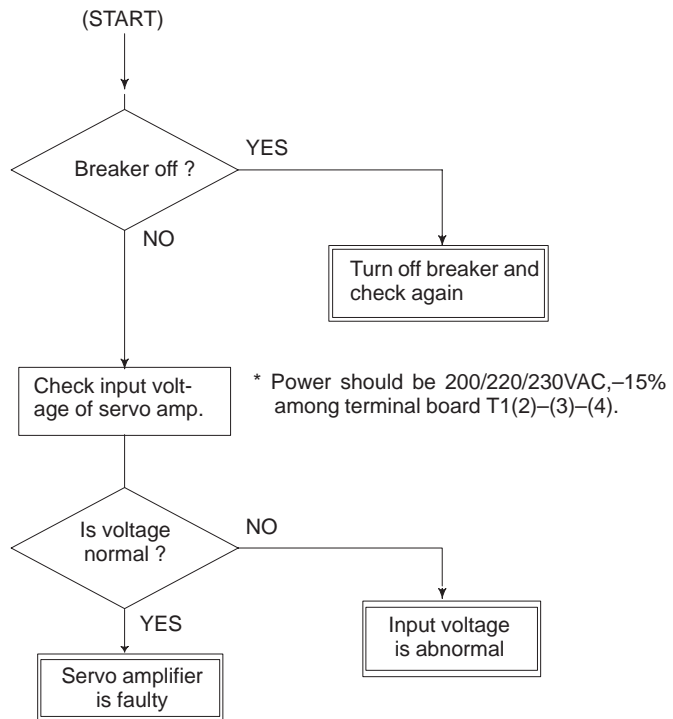 (START)
Breaker off ?
YES
NO
Turn off breaker and
check again
Check input volt-
age of servo amp.
* Power should be 200/220/230VAC,–15%
among terminal board T1(2)–(3)–(4).
Is voltage
normal ?
NO
YES
Input voltage
is abnormal
Servo amplifier
is faulty